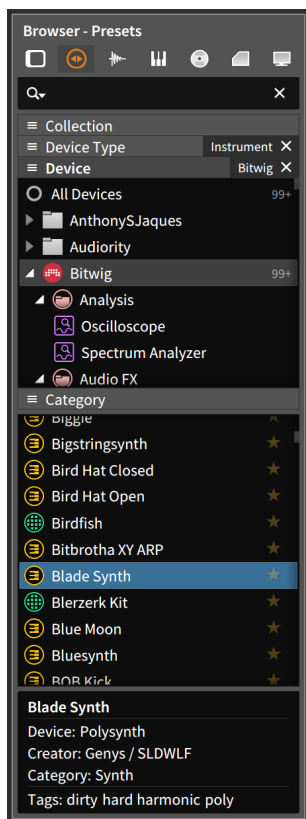 Browser - Presets
≡ Collection
≡ Device Type Instrument ✕
≡ Device Bitwig ✕
All Devices 99+
AnthonySJaques
Audiority
Bitwig 99+
Analysis
Oscilloscope
Spectrum Analyzer
Audio FX
≡ Category
Biggie
Bigstringsynth
Bird Hat Closed
Bird Hat Open
Birdfish
Bitbrotha XY ARP
Blade Synth
Blerzerk Kit
Blue Moon
Bluesynth
BOB Kick
Blade Synth
Device: Polysynth
Creator: Genys / SLDWLF
Category: Synth
Tags: dirty hard harmonic poly